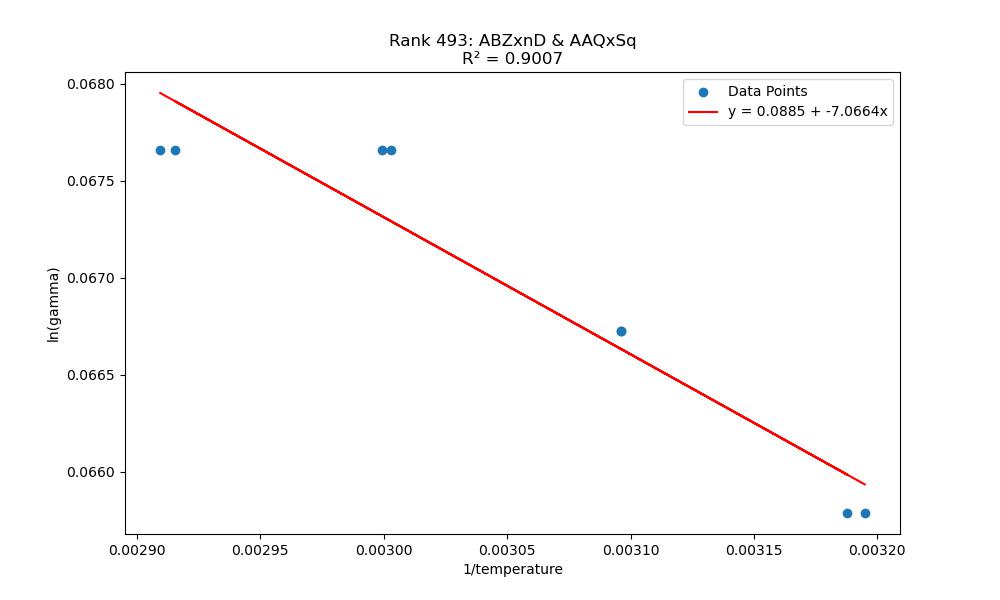 Rank 493: ABZxnD & AAQxSq
R² = 0.9007
Data Points
y = 0.0885 + -7.0664x
ln(gamma)
0.0680
0.0675
0.0670
0.0665
0.0660
0.00290 0.00295 0.00300 0.00305 0.00310 0.00315 0.00320
1/temperature